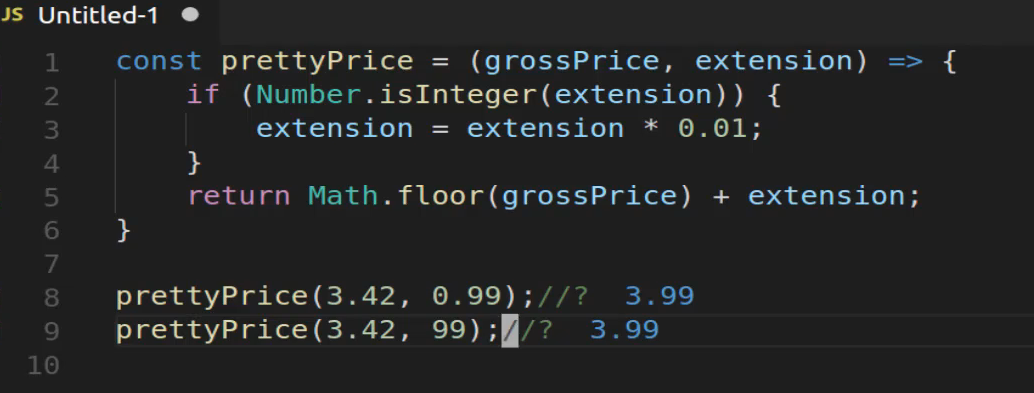 JS Untitled-1 ●
1 const prettyPrice = (grossPrice, extension) => {
2 if (Number.isInteger(extension)) {
3 extension = extension * 0.01;
4 }
5 return Math.floor(grossPrice) + extension;
6 }
7
8 prettyPrice(3.42, 0.99);//? 3.99
9 prettyPrice(3.42, 99);//? 3.99
10